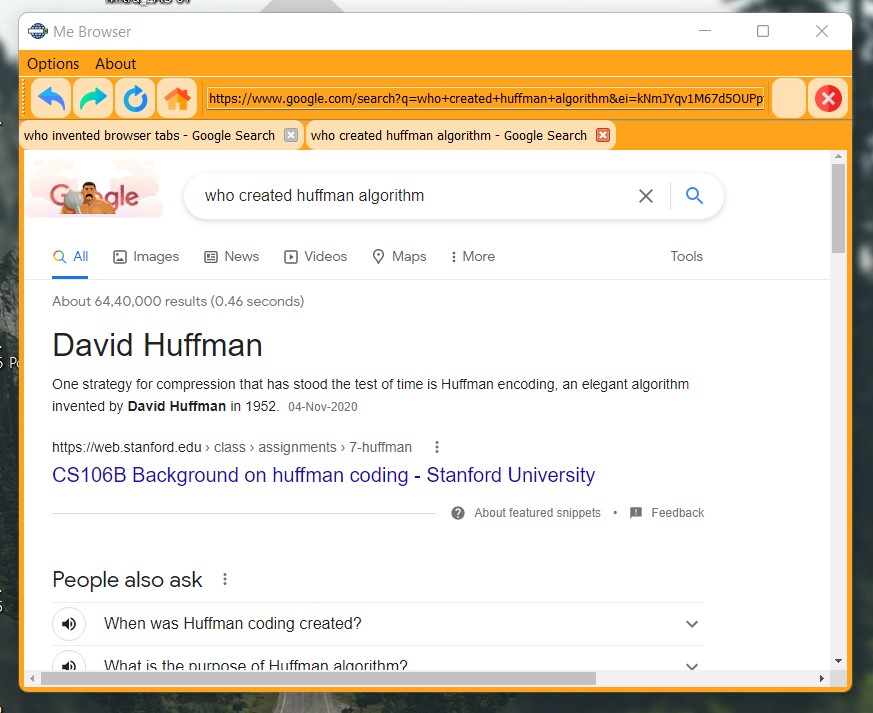 Me Browser
Options About
https://www.google.com/search?q=who+created+huffman+algorithm&ei=kNmJYqv1M67d5OUPp
who invented browser tabs - Google Search
who created huffman algorithm - Google Search
Google
who created huffman algorithm
All Images News Videos Maps More Tools
About 64,40,000 results (0.46 seconds)
David Huffman
One strategy for compression that has stood the test of time is Huffman encoding, an elegant algorithm
invented by David Huffman in 1952. 04-Nov-2020
https://web.stanford.edu › class › assignments › 7-huffman
CS106B Background on huffman coding - Stanford University
About featured snippets • Feedback
People also ask
When was Huffman coding created?
What is the purpose of Huffman algorithm?